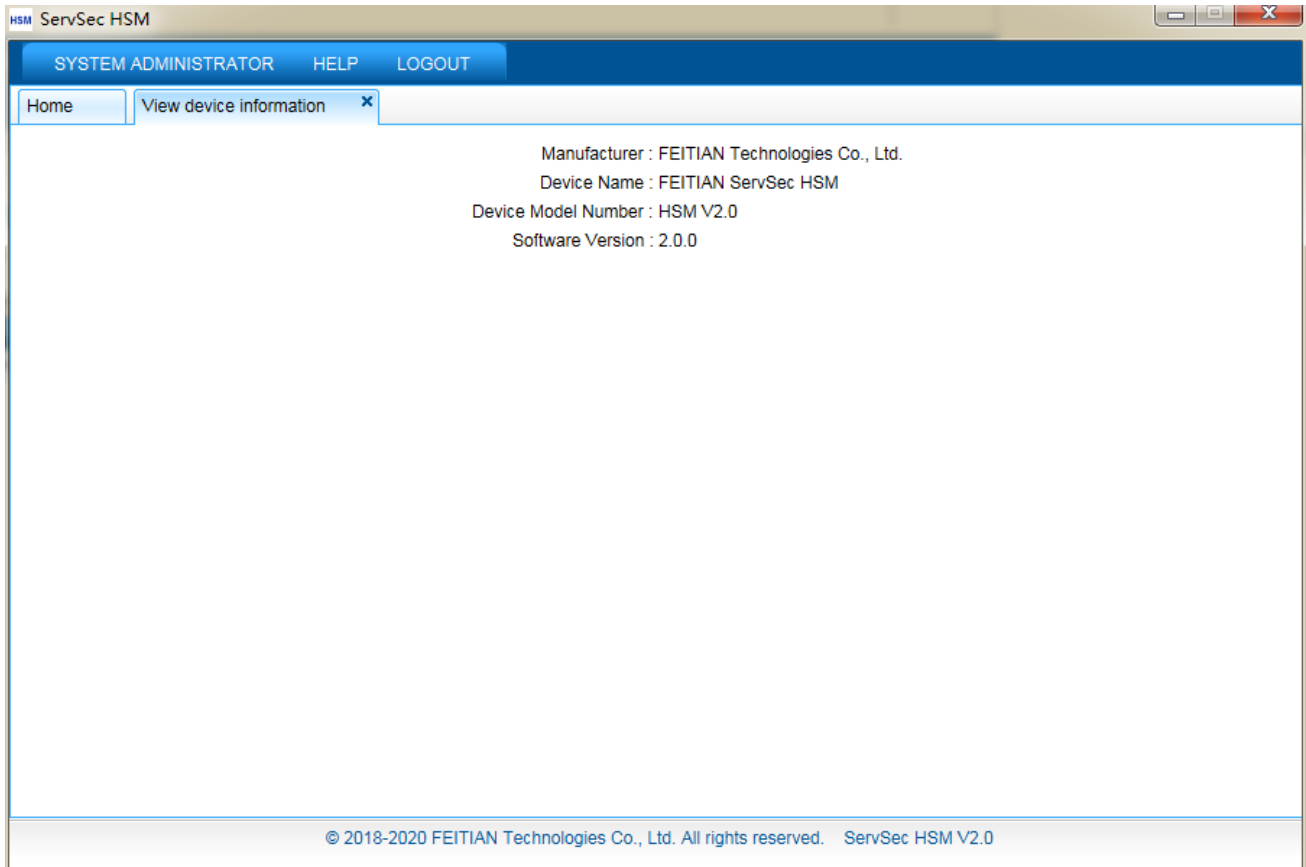 HSM ServSec HSM
SYSTEM ADMINISTRATOR HELP LOGOUT
Home View device information
Manufacturer : FEITIAN Technologies Co., Ltd.
Device Name : FEITIAN ServSec HSM
Device Model Number : HSM V2.0
Software Version : 2.0.0
© 2018-2020 FEITIAN Technologies Co., Ltd. All rights reserved. ServSec HSM V2.0